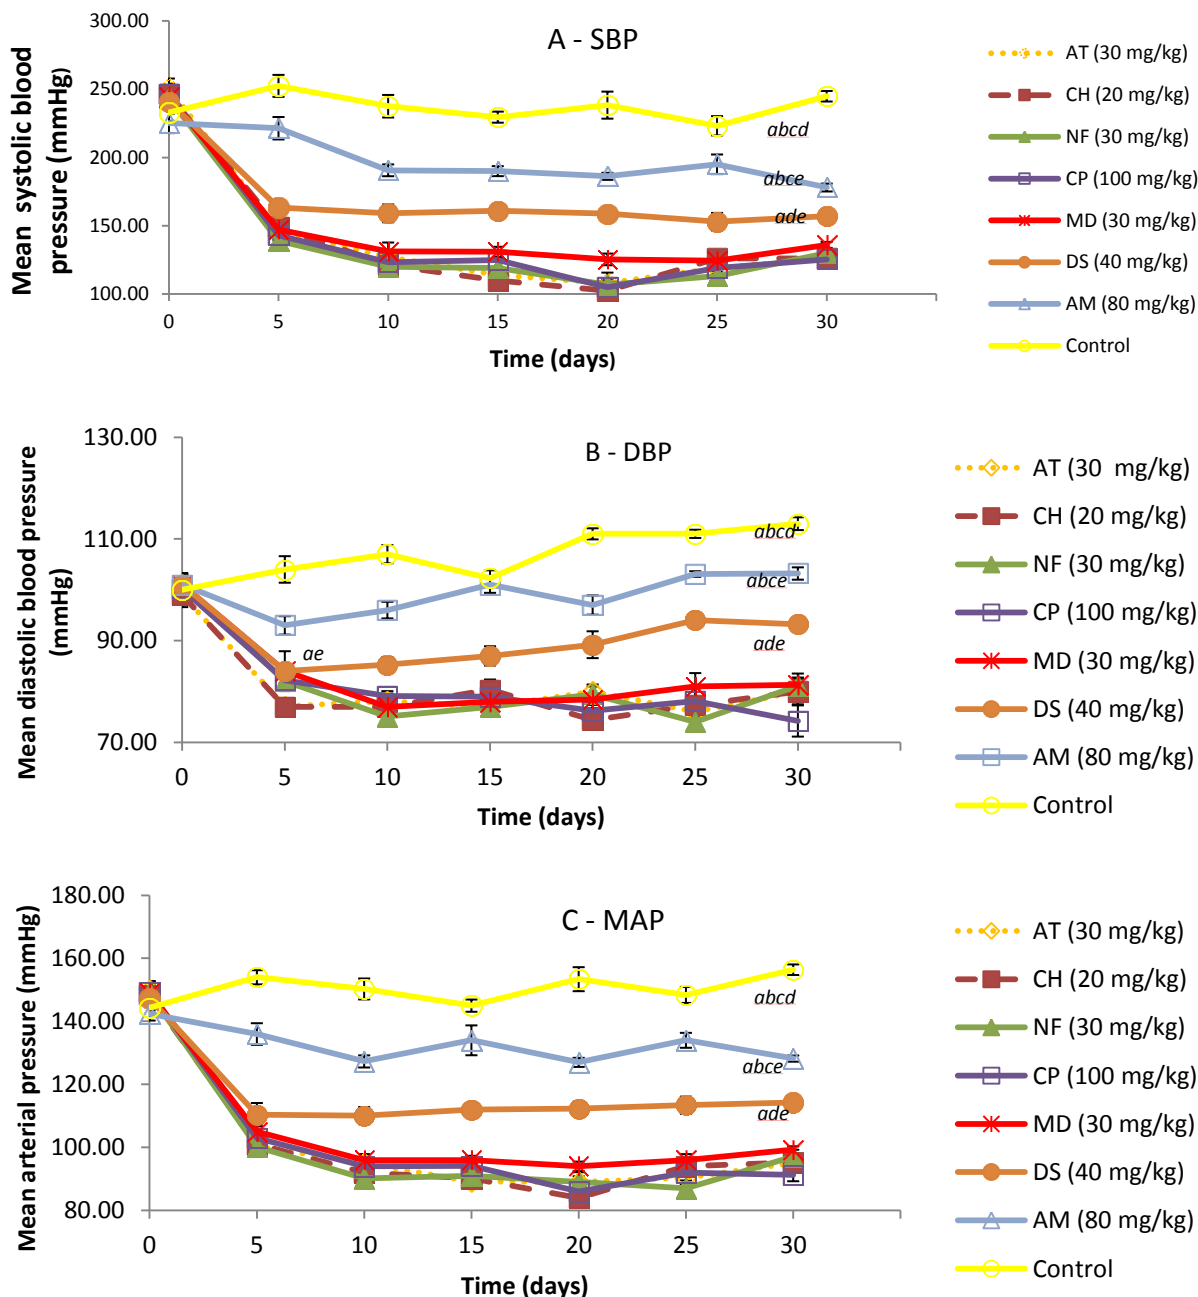 A - SBP
Mean systolic blood
pressure (mmHg)
300.00
250.00
200.00
150.00
100.00
0 5 10 15 20 25 30
Time (days)
abcd
abce
ade
AT (30 mg/kg)
CH (20 mg/kg)
NF (30 mg/kg)
CP (100 mg/kg)
MD (30 mg/kg)
DS (40 mg/kg)
AM (80 mg/kg)
Control
B - DBP
Mean diastolic blood pressure
(mmHg)
130.00
110.00
90.00
70.00
0 5 10 15 20 25 30
Time (days)
abcd
abce
ade
ae
AT (30 mg/kg)
CH (20 mg/kg)
NF (30 mg/kg)
CP (100 mg/kg)
MD (30 mg/kg)
DS (40 mg/kg)
AM (80 mg/kg)
Control
C - MAP
Mean arterial pressure (mmHg)
180.00
160.00
140.00
120.00
100.00
80.00
0 5 10 15 20 25 30
Time (days)
abcd
abce
ade
AT (30 mg/kg)
CH (20 mg/kg)
NF (30 mg/kg)
CP (100 mg/kg)
MD (30 mg/kg)
DS (40 mg/kg)
AM (80 mg/kg)
Control